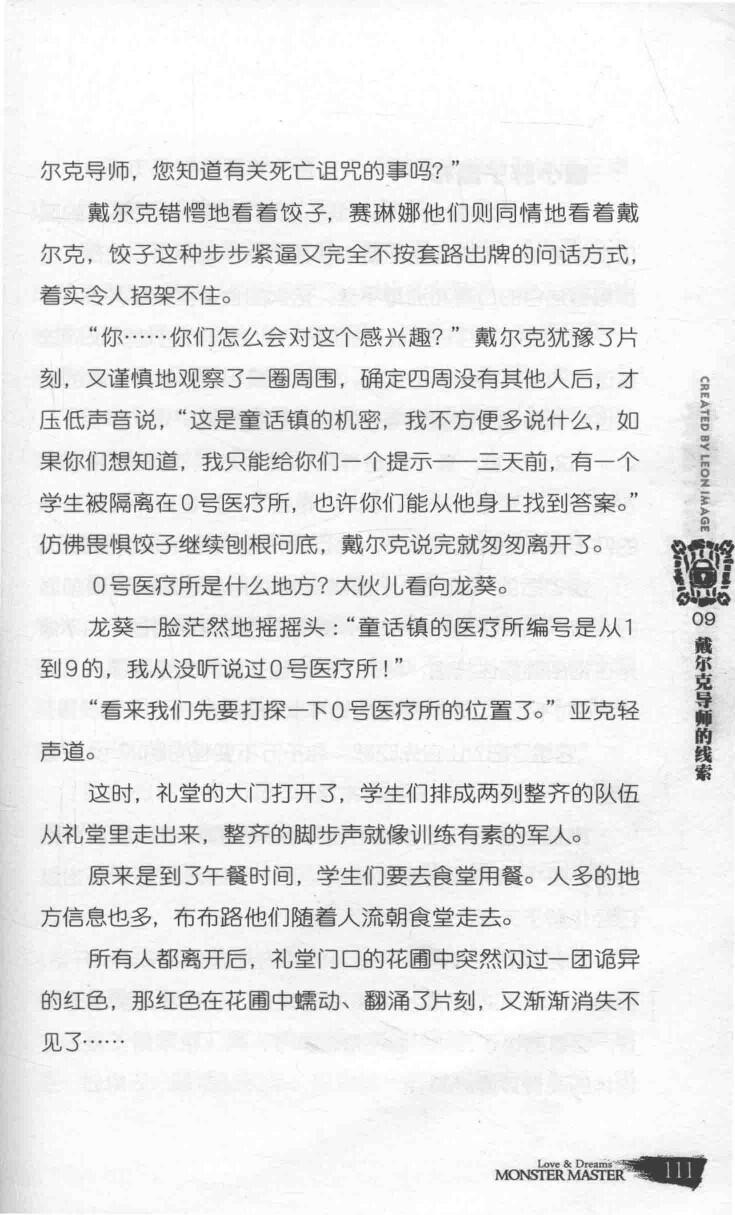 尔克导师，您知道有关死亡诅咒的事吗？”
戴尔克错愕地看着饺子，赛琳娜他们则同情地看着戴
尔克，饺子这种步步紧逼又完全不按套路出牌的问话方式，
着实令人招架不住。
“你……你们怎么会对这个感兴趣？”戴尔克犹豫了片
刻，又谨慎地观察了一圈周围，确定四周没有其他人后，才
压低声音说，“这是童话镇的机密，我不方便多说什么，如
果你们想知道，我只能给你们一个提示——三天前，有一个
学生被隔离在0号医疗所，也许你们能从他身上找到答案。”
仿佛畏惧饺子继续刨根问底，戴尔克说完就匆匆离开了。
0号医疗所是什么地方？大伙儿看向龙葵。
龙葵一脸茫然地摇摇头：“童话镇的医疗所编号是从1
到9的，我从没听说过0号医疗所！”
“看来我们先要打探一下0号医疗所的位置了。”亚克轻
声道。
这时，礼堂的大门打开了，学生们排成两列整齐的队伍
从礼堂里走出来，整齐的脚步声就像训练有素的军人。
原来是到了午餐时间，学生们要去食堂用餐。人多的地
方信息也多，布布路他们随着人流朝食堂走去。
所有人都离开后，礼堂门口的花圃中突然闪过一团诡异
的红色，那红色在花圃中蠕动、翻涌了片刻，又渐渐消失不
见了……
CREATED BY LEON IMAGE
09
戴尔克导师的线索
Love & Dreams
MONSTER MASTER
111